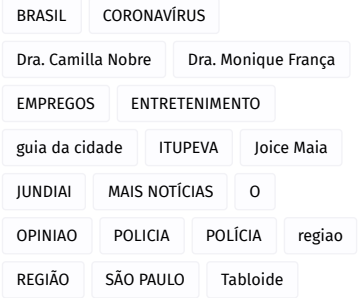 BRASIL CORONAVÍRUS
Dra. Camilla Nobre Dra. Monique França
EMPREGOS ENTRETENIMENTO
guia da cidade ITUPEVA Joice Maia
JUNDIAI MAIS NOTÍCIAS O
OPINIAO POLICIA POLÍCIA regiao
REGIÃO SÃO PAULO Tabloide